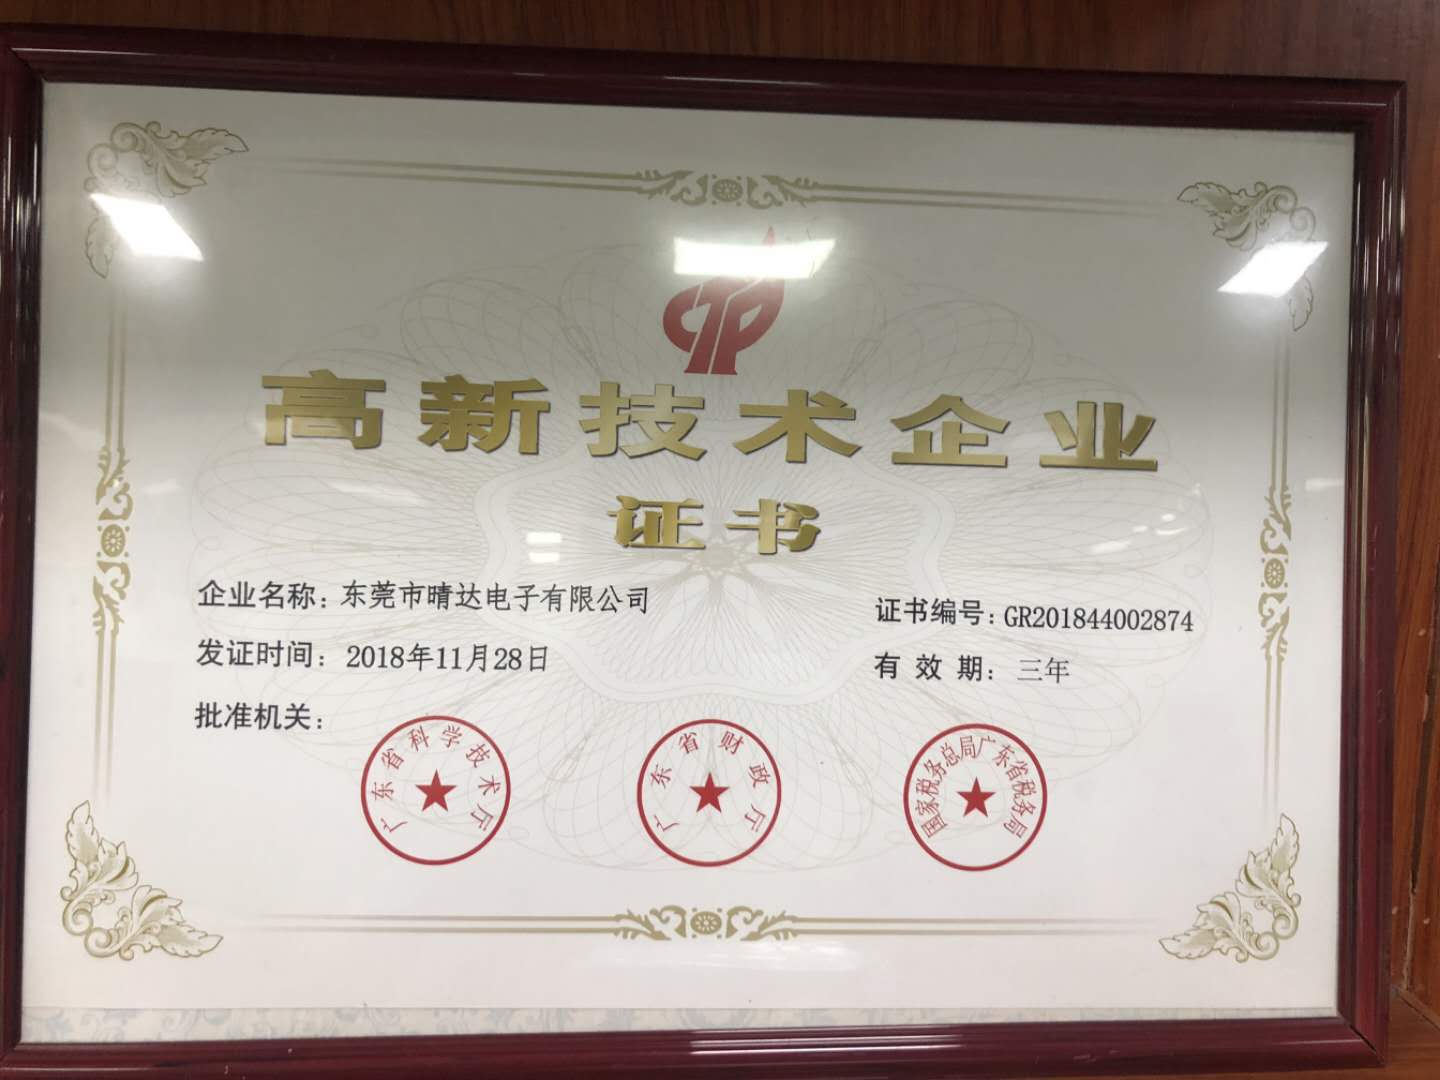 高新技术企业
证书
企业名称：东莞市晴达电子有限公司
证书编号：GR201844002874
发证时间：2018年11月28日
有效期：三年
批准机关：
广东省科学技术厅
广东省财政厅
国家税务总局广东省税务局